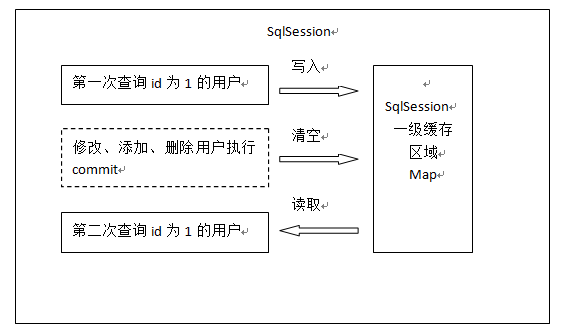 SqlSession
写入
第一次查询 id 为 1 的用户
SqlSession
一级缓存
区域
Map
修改、添加、删除用户执行
commit
清空
读取
第二次查询 id 为 1 的用户